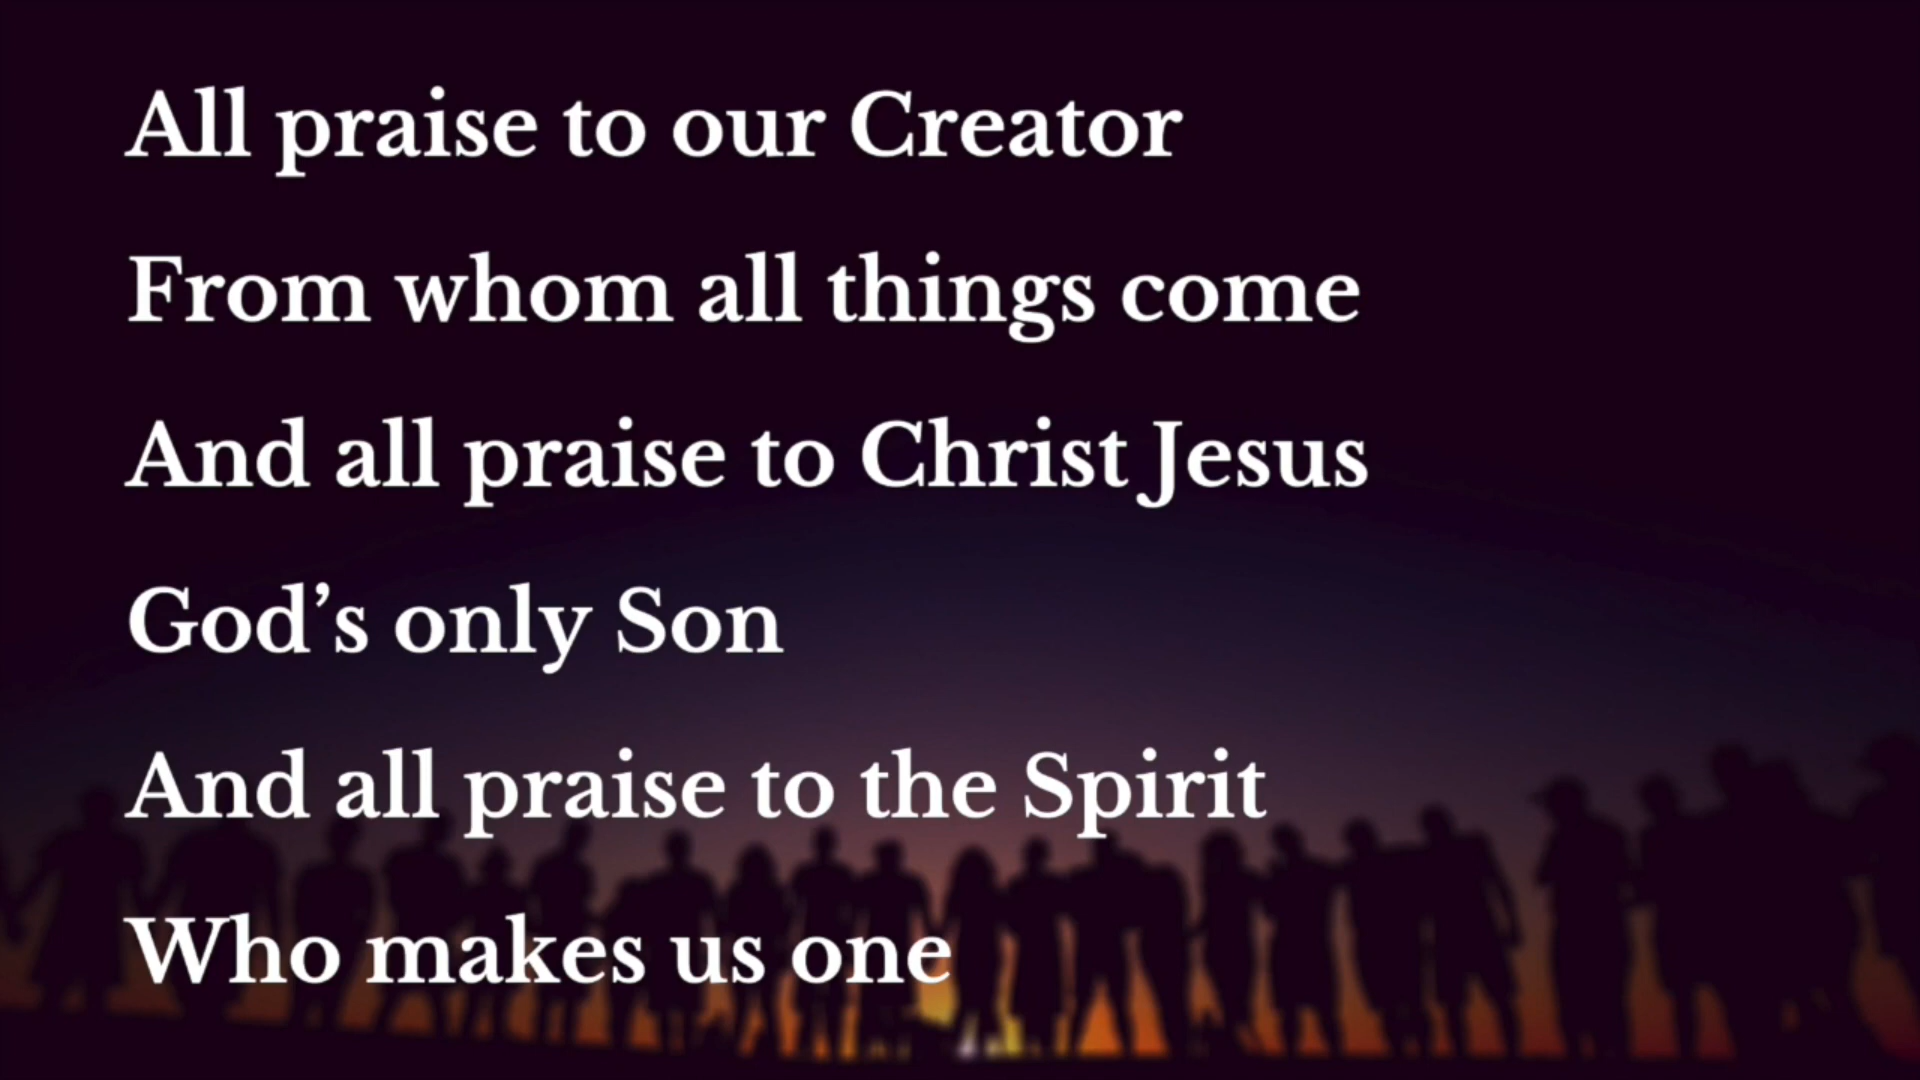 All praise to our Creator
From whom all things come
And all praise to Christ Jesus
God’s only Son
And all praise to the Spirit
Who makes us one